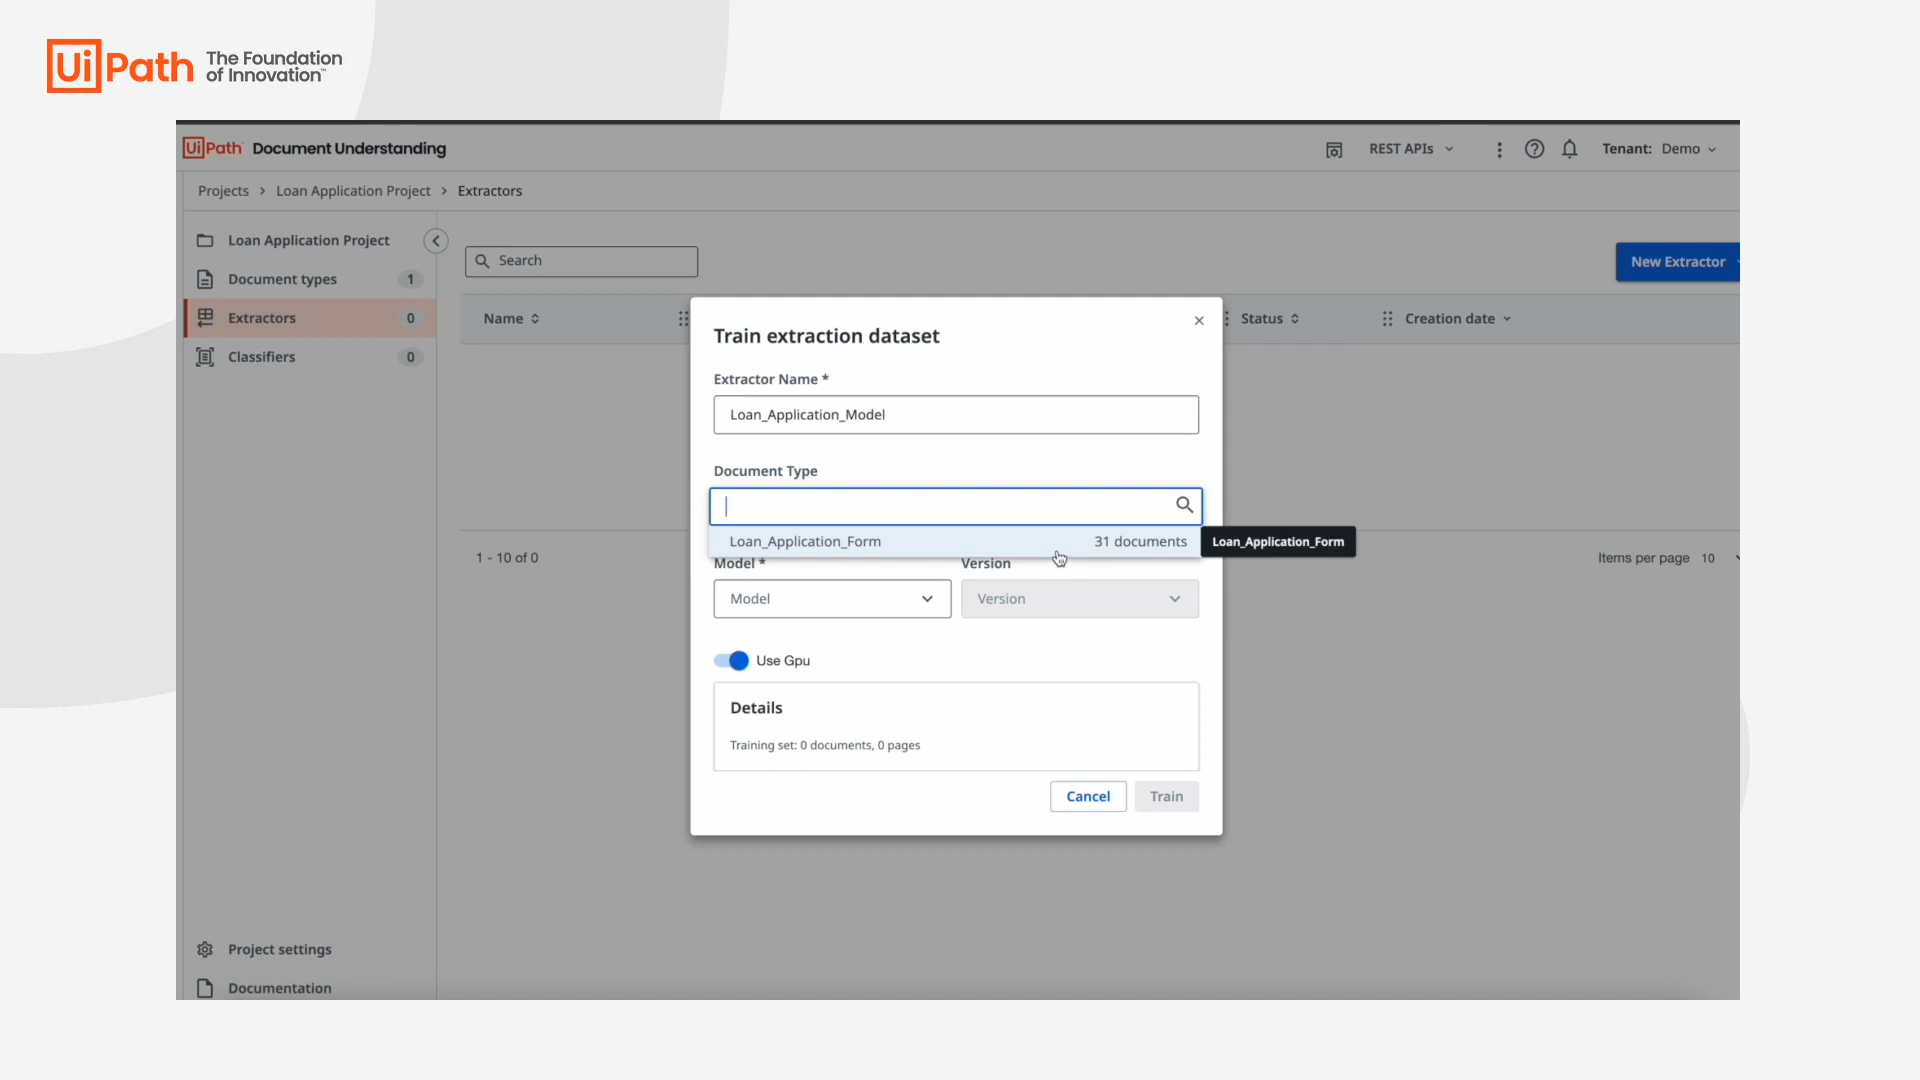 UiPath The Foundation
of Innovation™
UiPath Document Understanding
REST APIs
Tenant: Demo
Projects > Loan Application Project > Extractors
Loan Application Project
Document types 1
Extractors 0
Classifiers 0
Project settings
Documentation
Search
New Extractor
Name
Status
Creation date
1 - 10 of 0
Items per page 10
Train extraction dataset
Extractor Name *
Loan_Application_Model
Document Type
Loan_Application_Form 31 documents
Loan_Application_Form
Model * Version
Model Version
Use Gpu
Details
Training set: 0 documents, 0 pages
Cancel Train